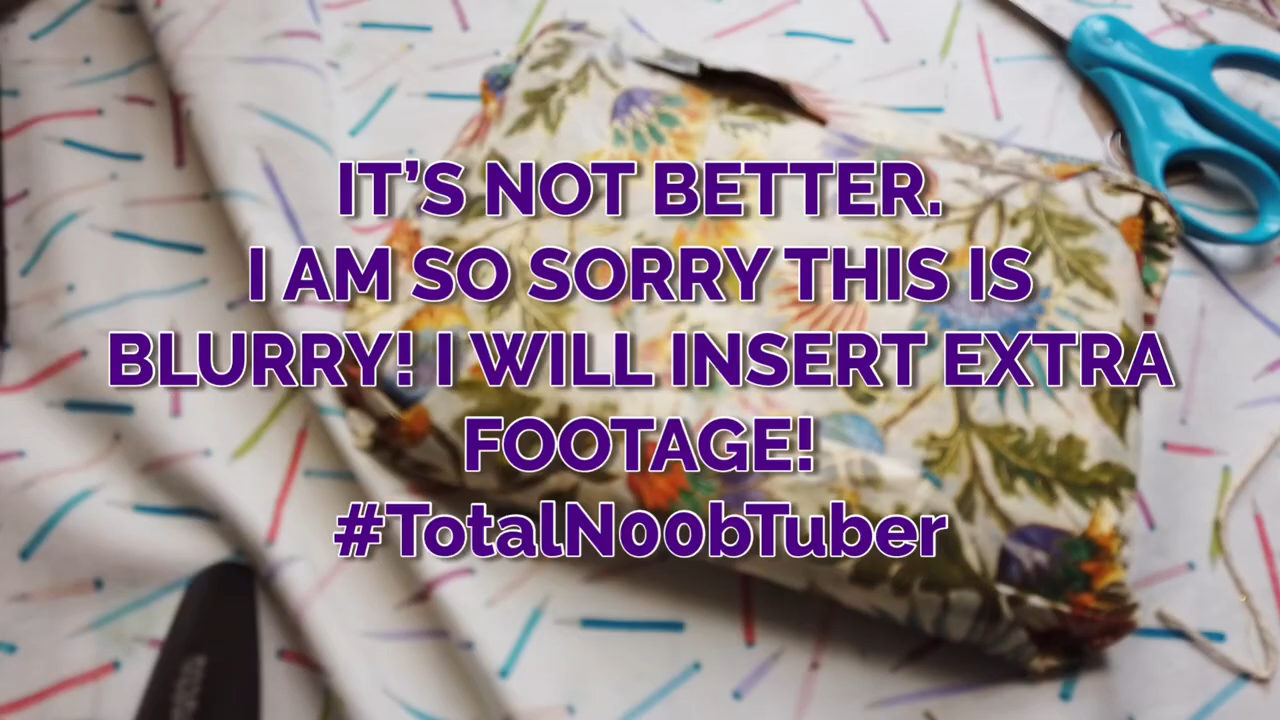 IT’S NOT BETTER.
I AM SO SORRY THIS IS
BLURRY! I WILL INSERT EXTRA
FOOTAGE!
#TotalN00bTuber